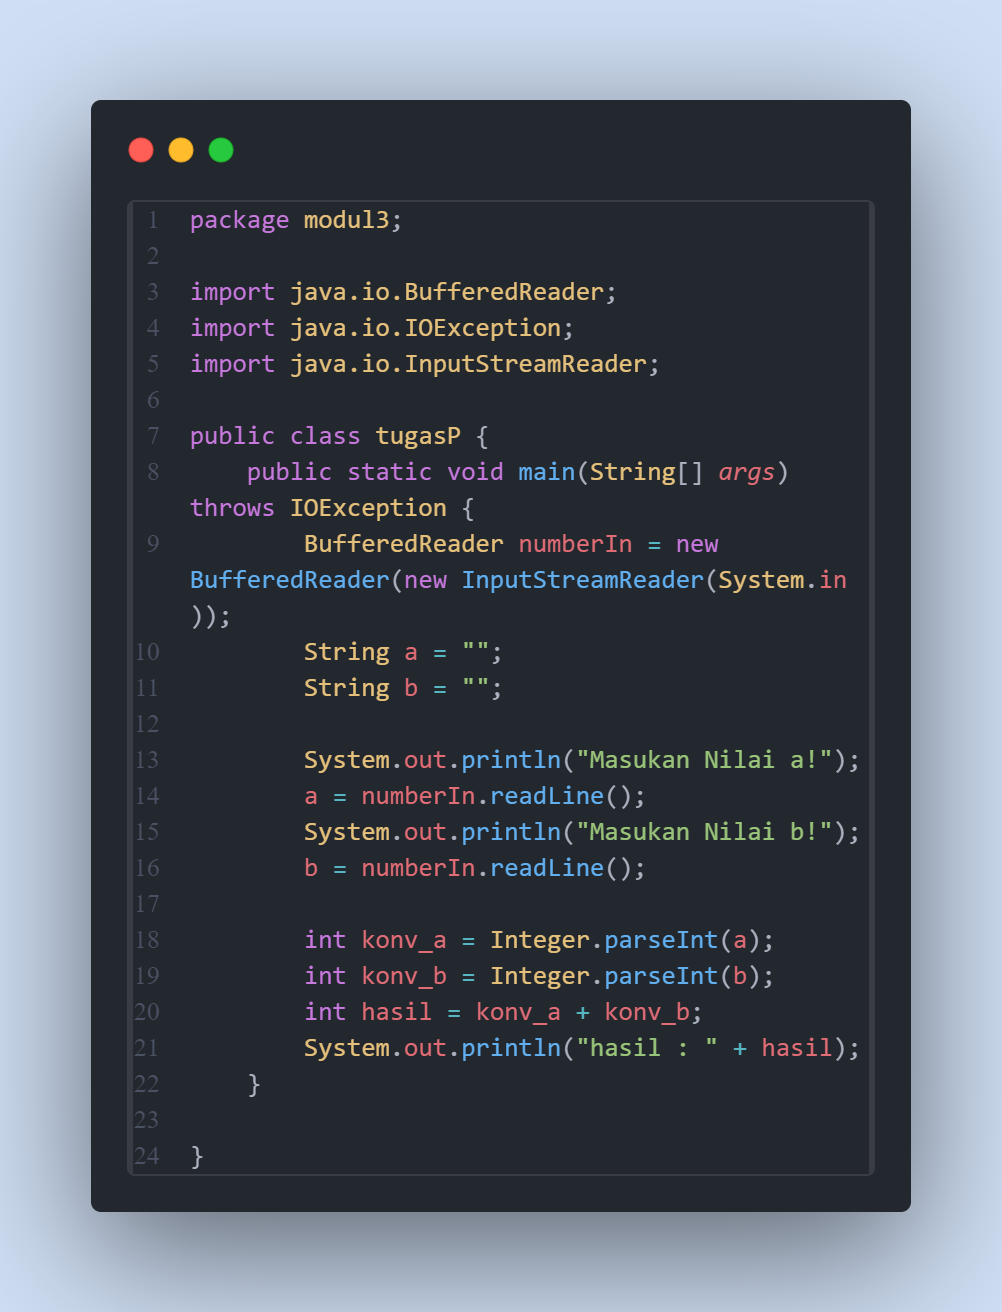 1 package modul3;
2
3 import java.io.BufferedReader;
4 import java.io.IOException;
5 import java.io.InputStreamReader;
6
7 public class tugasP {
8     public static void main(String[] args)
throws IOException {
9         BufferedReader numberIn = new
BufferedReader(new InputStreamReader(System.in
));
10         String a = "";
11         String b = "";
12
13         System.out.println("Masukan Nilai a!");
14         a = numberIn.readLine();
15         System.out.println("Masukan Nilai b!");
16         b = numberIn.readLine();
17
18         int konv_a = Integer.parseInt(a);
19         int konv_b = Integer.parseInt(b);
20         int hasil = konv_a + konv_b;
21         System.out.println("hasil : " + hasil);
22     }
23
24 }